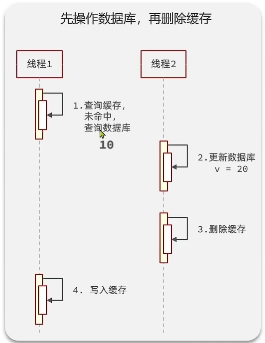 先操作数据库，再删除缓存
线程1
线程2
1.查询缓存，
未命中，
查询数据库
10
2.更新数据库
v = 20
3.删除缓存
4. 写入缓存